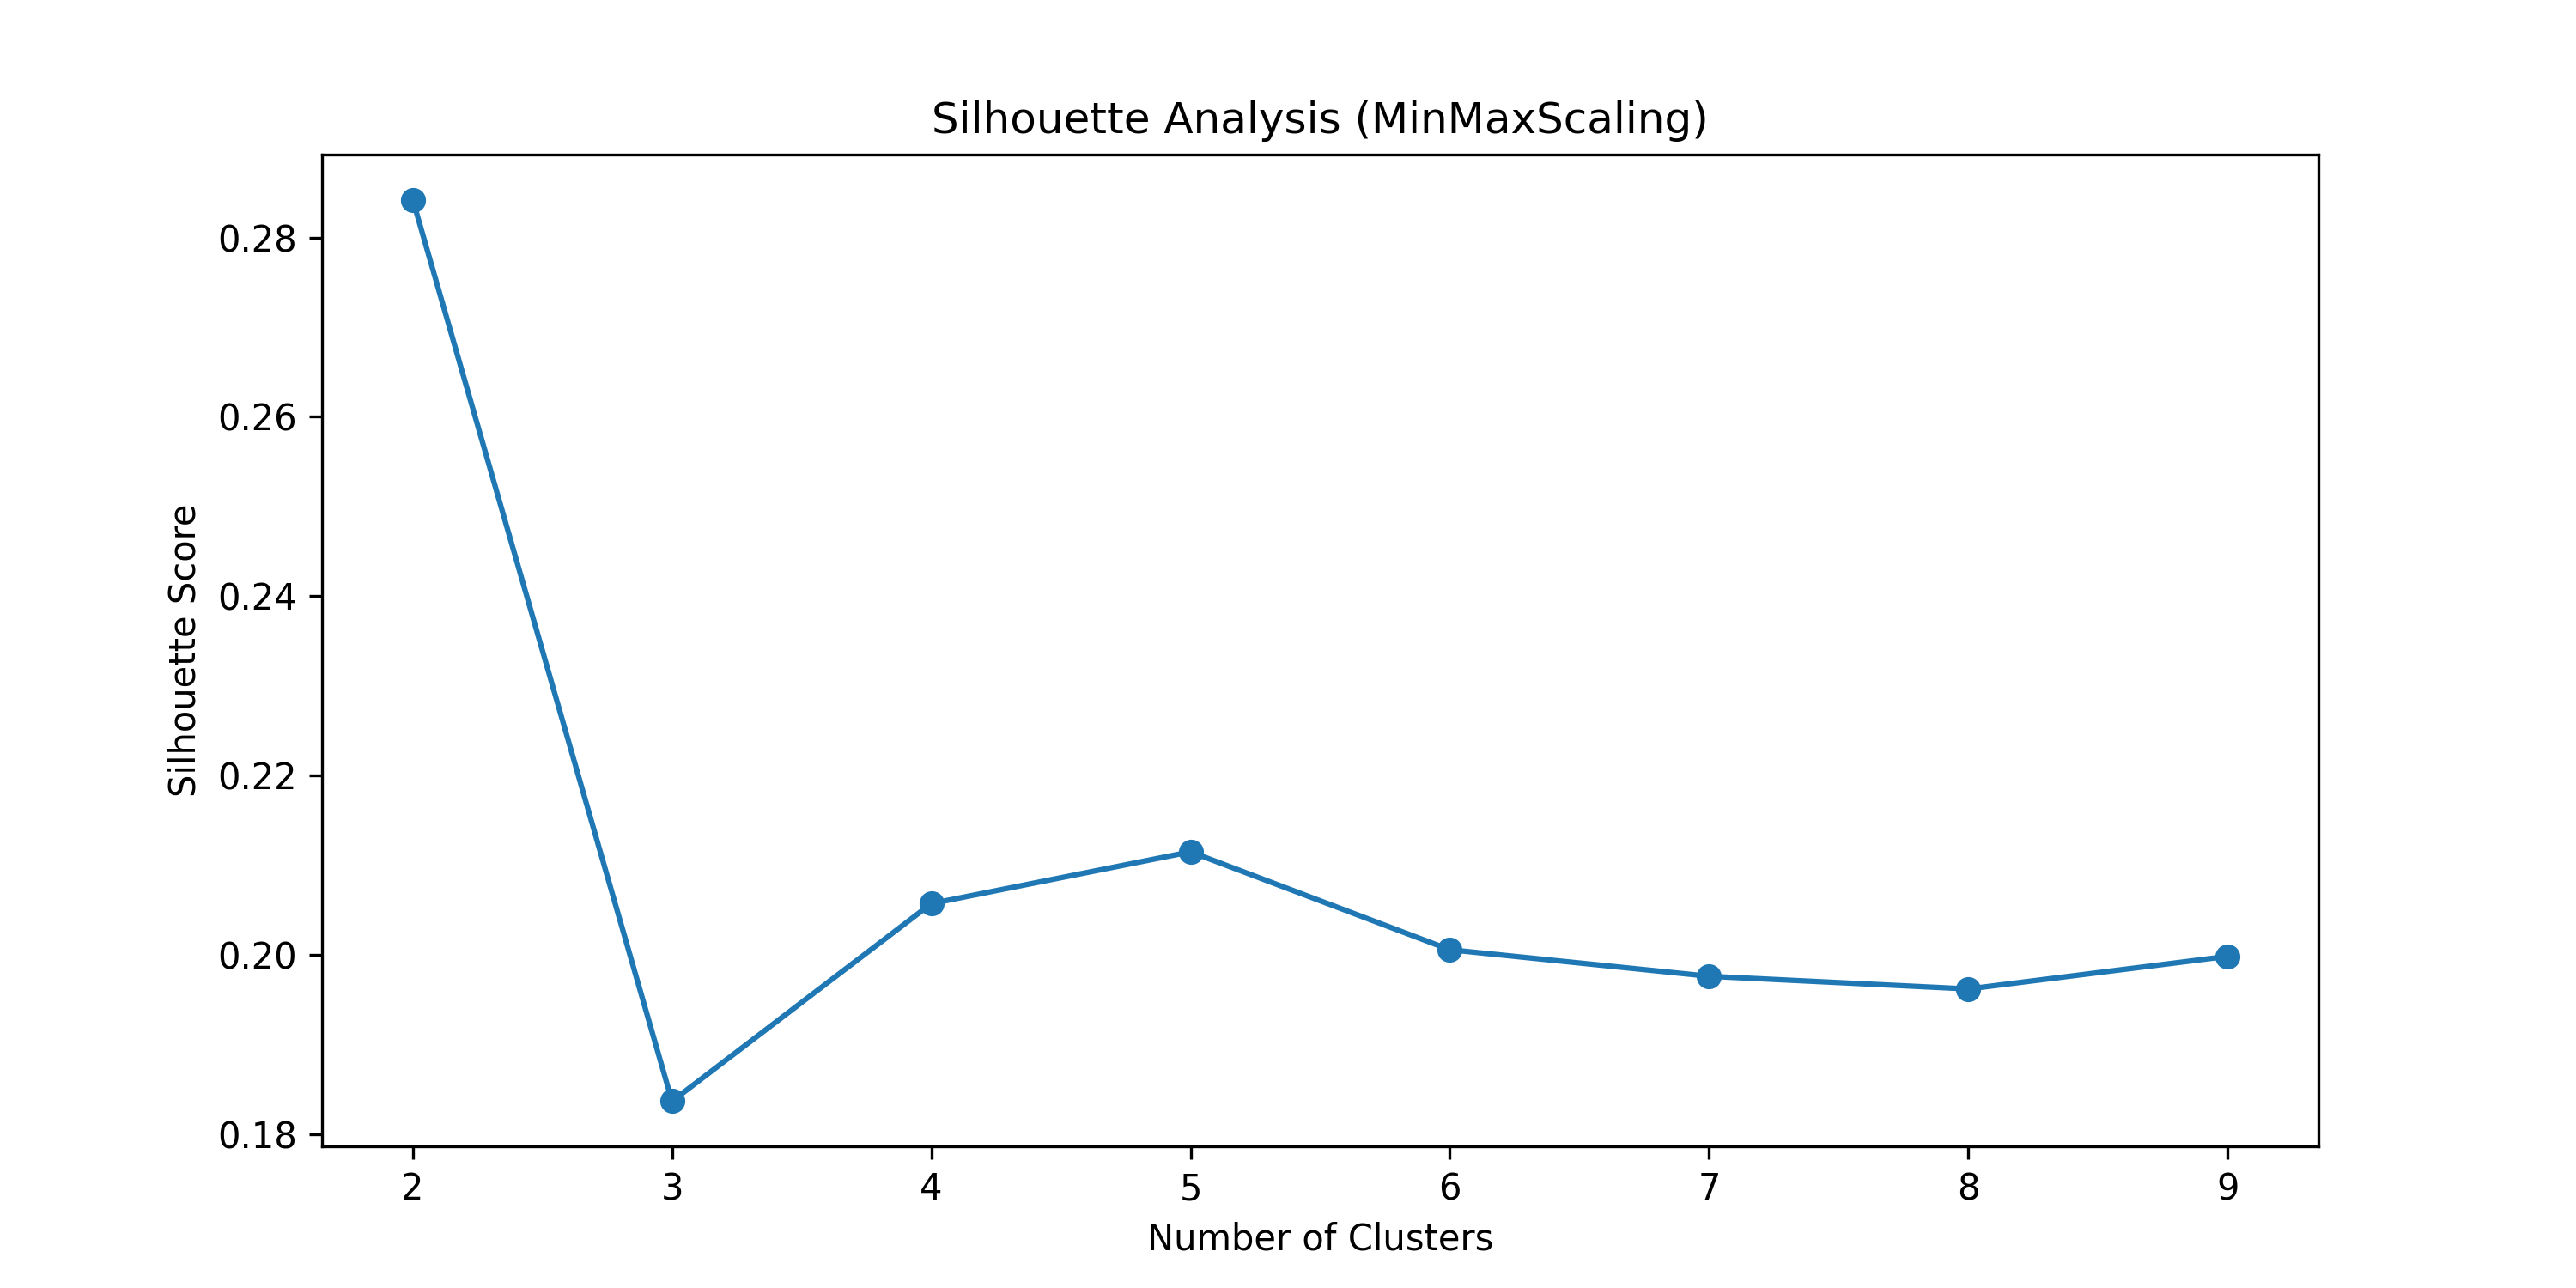 Silhouette Analysis (MinMaxScaling)
Silhouette Score
0.28
0.26
0.24
0.22
0.20
0.18
2 3 4 5 6 7 8 9
Number of Clusters